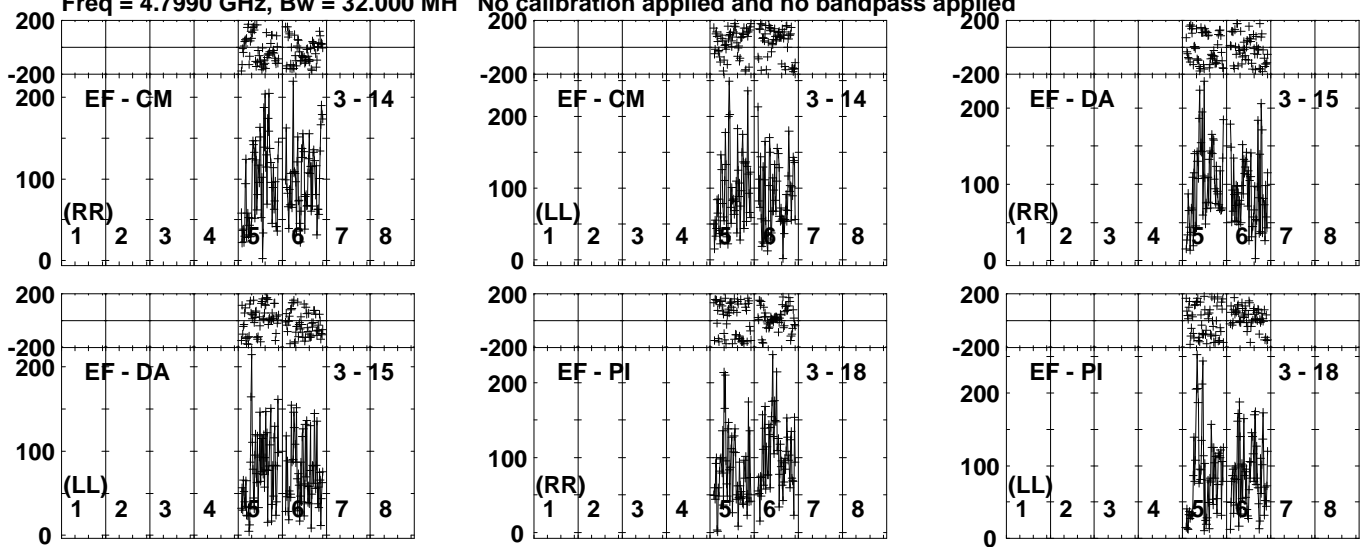 Freq = 4.7990 GHz, Bw = 32.000 MH No calibration applied and no bandpass applied
200
-200
200
100
0
EF - CM 3 - 14
(RR)
1 2 3 4 5 6 7 8
200
-200
200
100
0
EF - CM 3 - 14
(LL)
1 2 3 4 5 6 7 8
200
-200
200
100
0
EF - DA 3 - 15
(RR)
1 2 3 4 5 6 7 8
200
-200
200
100
0
EF - DA 3 - 15
(LL)
1 2 3 4 5 6 7 8
200
-200
200
100
0
EF - PI 3 - 18
(RR)
1 2 3 4 5 6 7 8
200
-200
200
100
0
EF - PI 3 - 18
(LL)
1 2 3 4 5 6 7 8